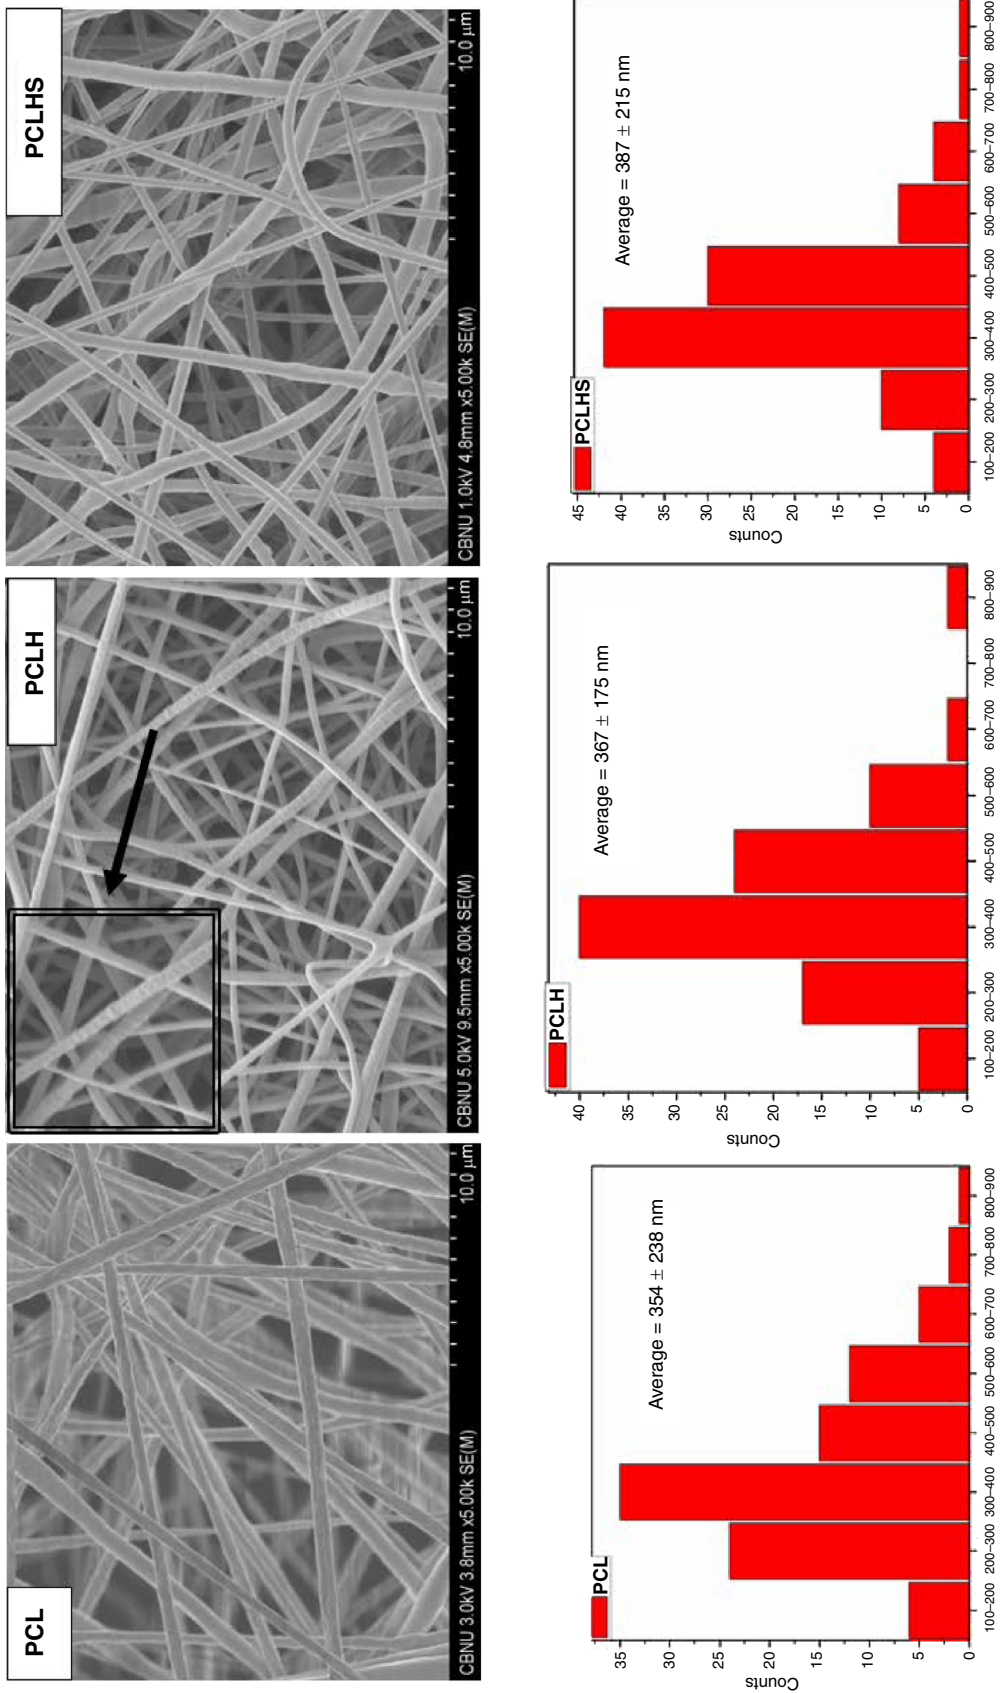 PCL
CBNU 3.0kV 3.8mm x5.00k SE(M)
10.0 μm
PCLH
CBNU 5.0kV 9.5mm x5.00k SE(M)
10.0 μm
PCLHS
CBNU 1.0kV 4.8mm x5.00k SE(M)
10.0 μm
PCL
Average = 354 ± 238 nm
Counts
35
30
25
20
15
10
5
0
100–200
200–300
300–400
400–500
500–600
600–700
700–800
800–900
PCLH
Average = 367 ± 175 nm
Counts
40
35
30
25
20
15
10
5
0
100–200
200–300
300–400
400–500
500–600
600–700
700–800
800–900
PCLHS
Average = 387 ± 215 nm
Counts
45
40
35
30
25
20
15
10
5
0
100–200
200–300
300–400
400–500
500–600
600–700
700–800
800–900